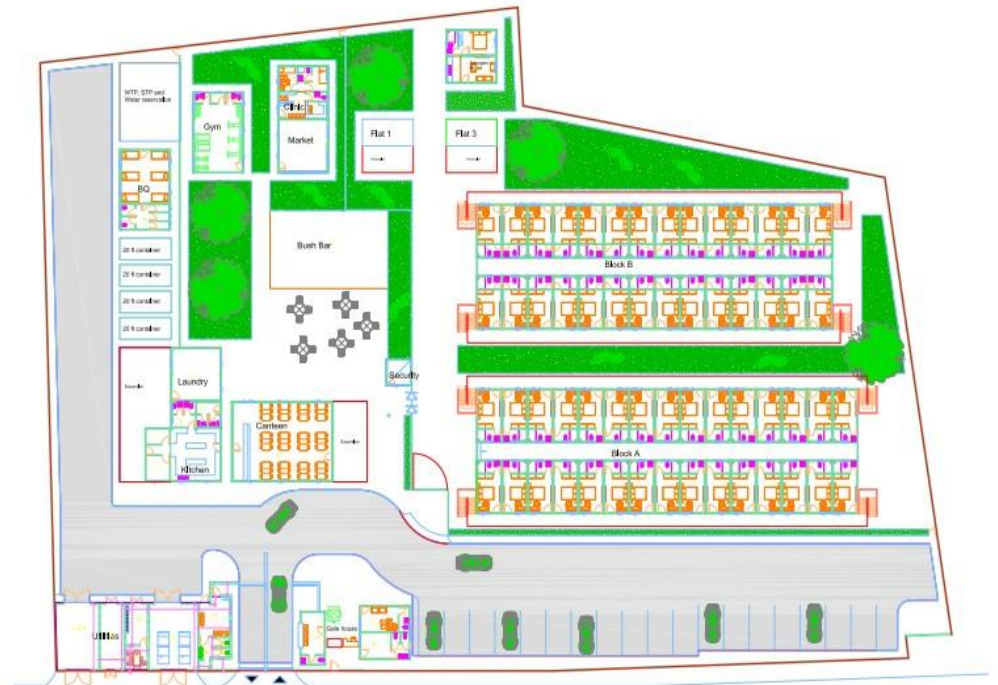 WTP, STP and
Water reservation
Gym
Clinic
Market
Flat 1
Flat 3
BQ
Bush Bar
Block B
20 ft container
20 ft container
20 ft container
20 ft container
Security
Laundry
Canteen
Kitchen
Block A
Utilities
Gate house